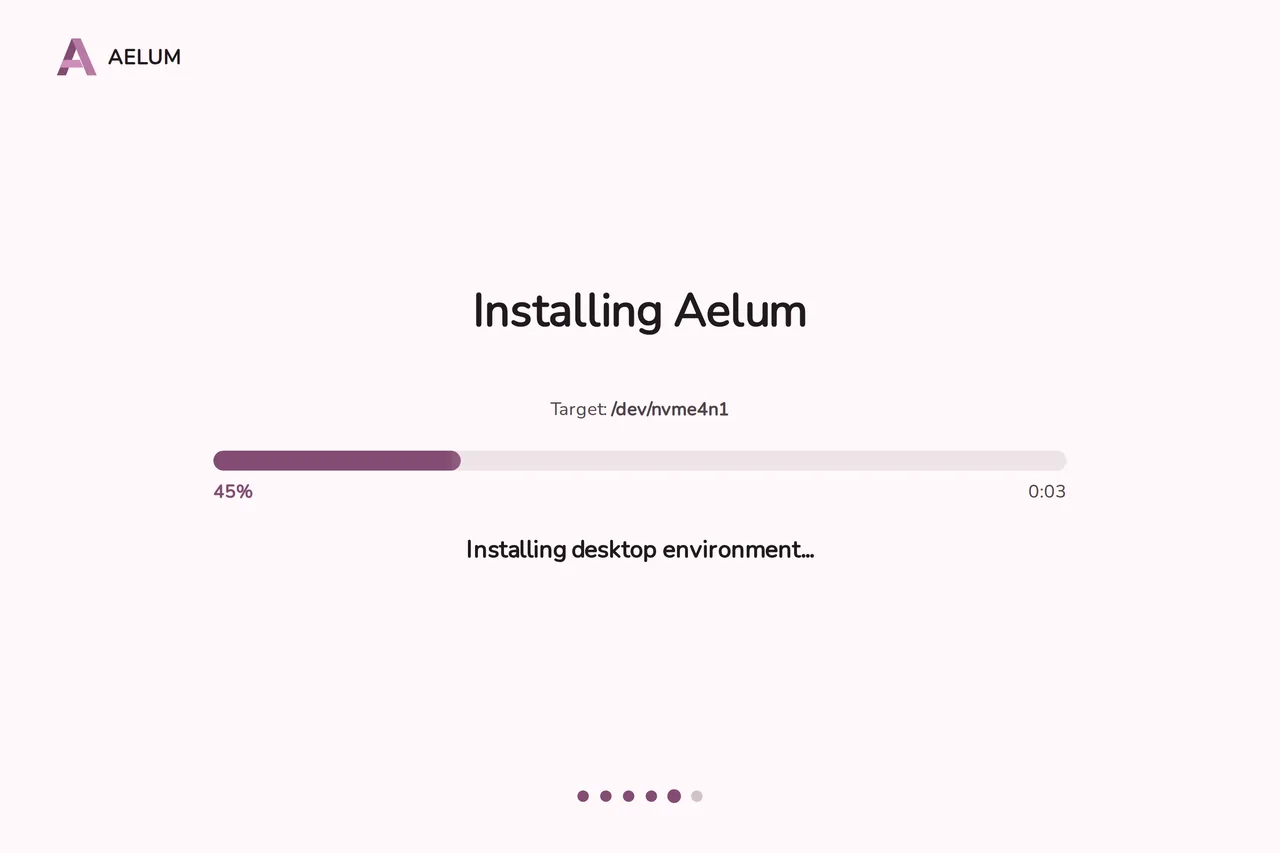 AELUM
Installing Aelum
Target: /dev/nvme4n1
45%
0:03
Installing desktop environment...